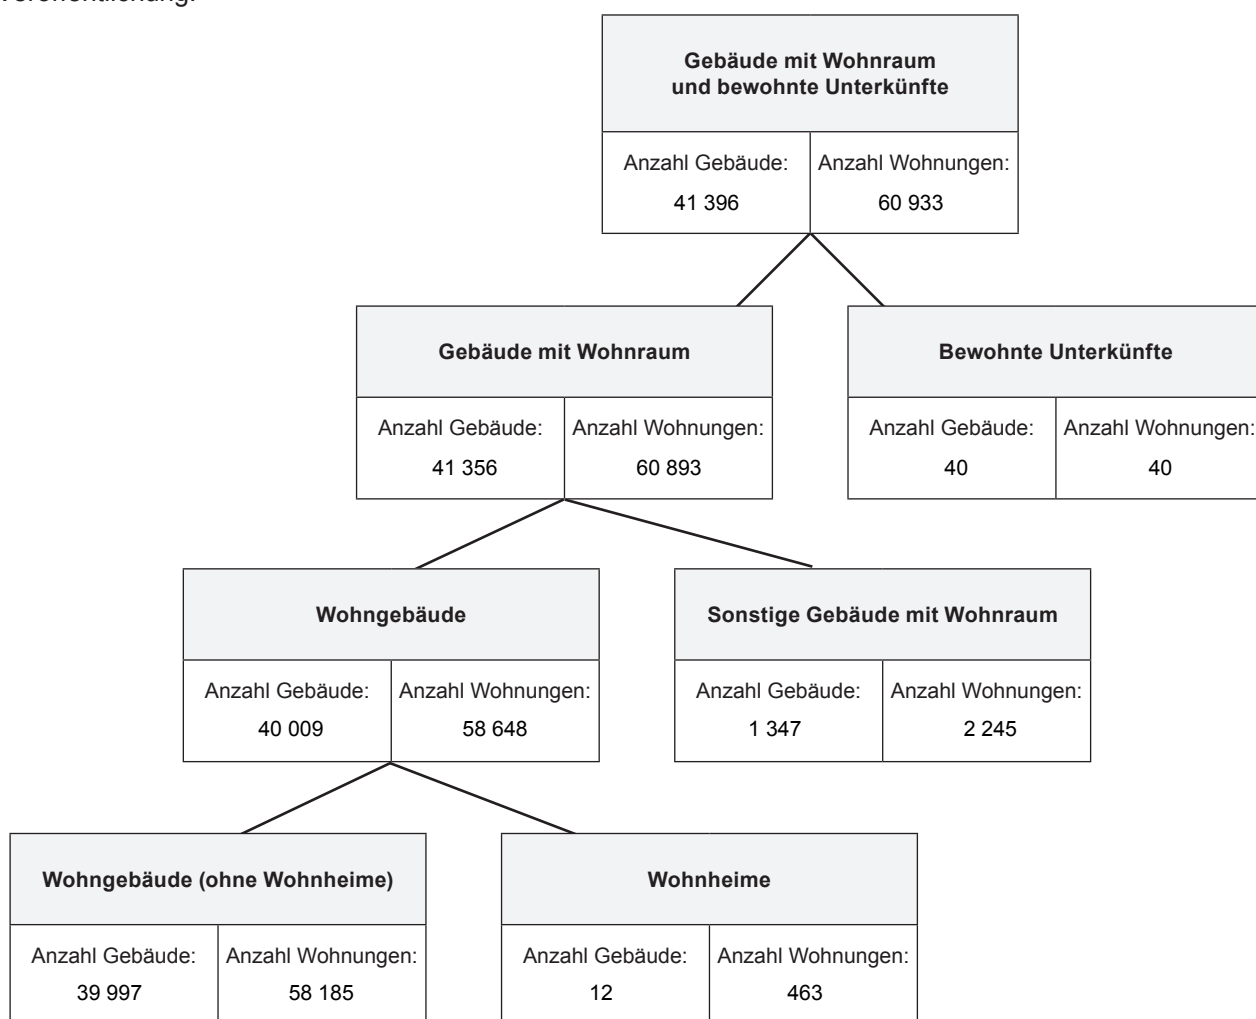 Veröffentlichung.
Gebäude mit Wohnraum
und bewohnte Unterkünfte
Anzahl Gebäude: Anzahl Wohnungen:
41 396 60 933
Gebäude mit Wohnraum Bewohnte Unterkünfte
Anzahl Gebäude: Anzahl Wohnungen: Anzahl Gebäude: Anzahl Wohnungen:
41 356 60 893 40 40
Wohngebäude Sonstige Gebäude mit Wohnraum
Anzahl Gebäude: Anzahl Wohnungen: Anzahl Gebäude: Anzahl Wohnungen:
40 009 58 648 1 347 2 245
Wohngebäude (ohne Wohnheime) Wohnheime
Anzahl Gebäude: Anzahl Wohnungen: Anzahl Gebäude: Anzahl Wohnungen:
39 997 58 185 12 463